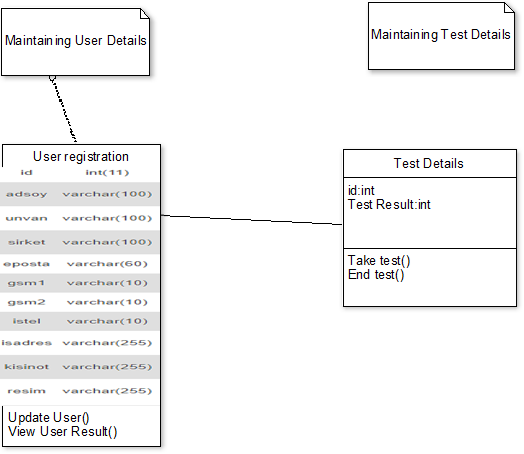 Maintaining User Details
Maintaining Test Details
User registration
id int(11)
adsoy varchar(100)
unvan varchar(100)
sirket varchar(100)
eposta varchar(60)
gsm1 varchar(10)
gsm2 varchar(10)
istel varchar(10)
isadres varchar(255)
kisinot varchar(255)
resim varchar(255)
Update User()
View User Result()
Test Details
id:int
Test Result:int
Take test()
End test()